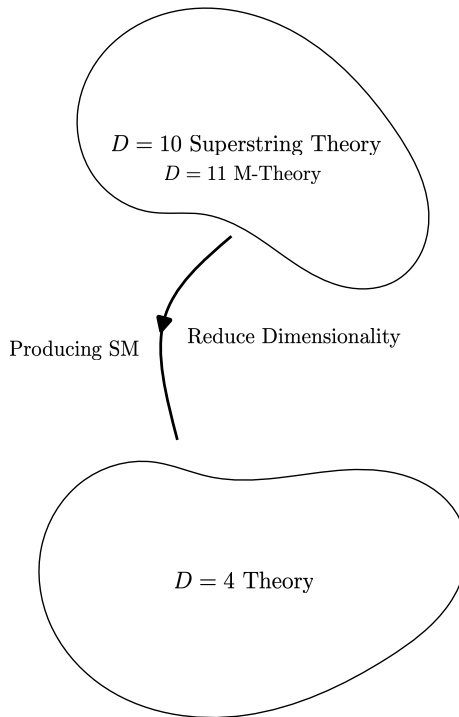 D = 10 Superstring Theory
D = 11 M-Theory
Reduce Dimensionality
Producing SM
D = 4 Theory